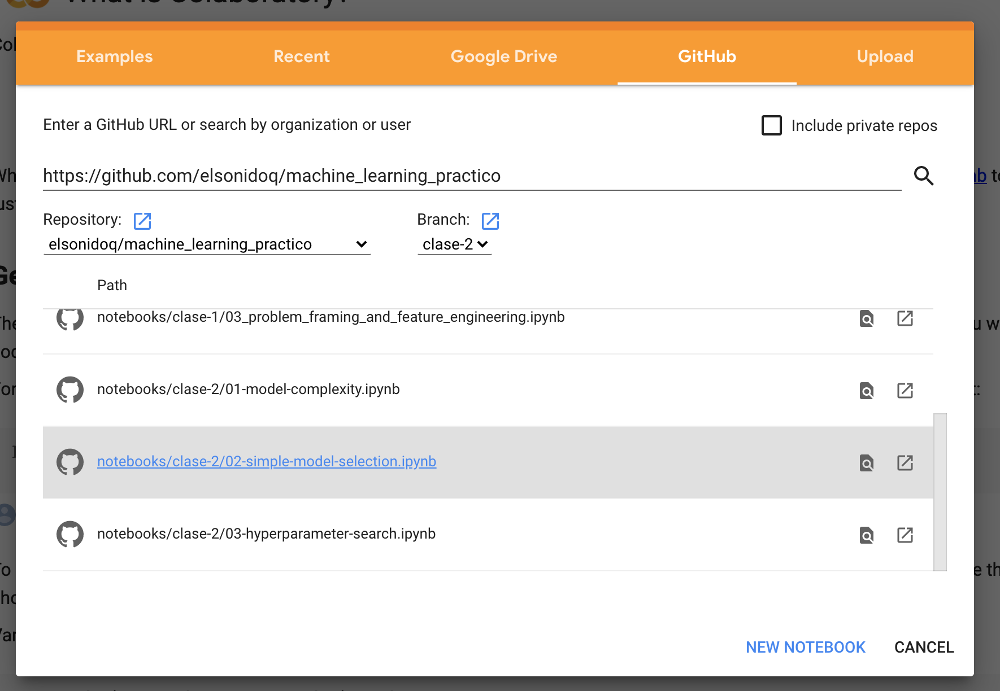 Examples Recent Google Drive GitHub Upload
Enter a GitHub URL or search by organization or user
Include private repos
https://github.com/elsonidoq/machine_learning_practico
Repository:
Branch:
elsonidoq/machine_learning_practico
clase-2
Path
notebooks/clase-1/03_problem_framing_and_feature_engineering.ipynb
notebooks/clase-2/01-model-complexity.ipynb
notebooks/clase-2/02-simple-model-selection.ipynb
notebooks/clase-2/03-hyperparameter-search.ipynb
NEW NOTEBOOK CANCEL